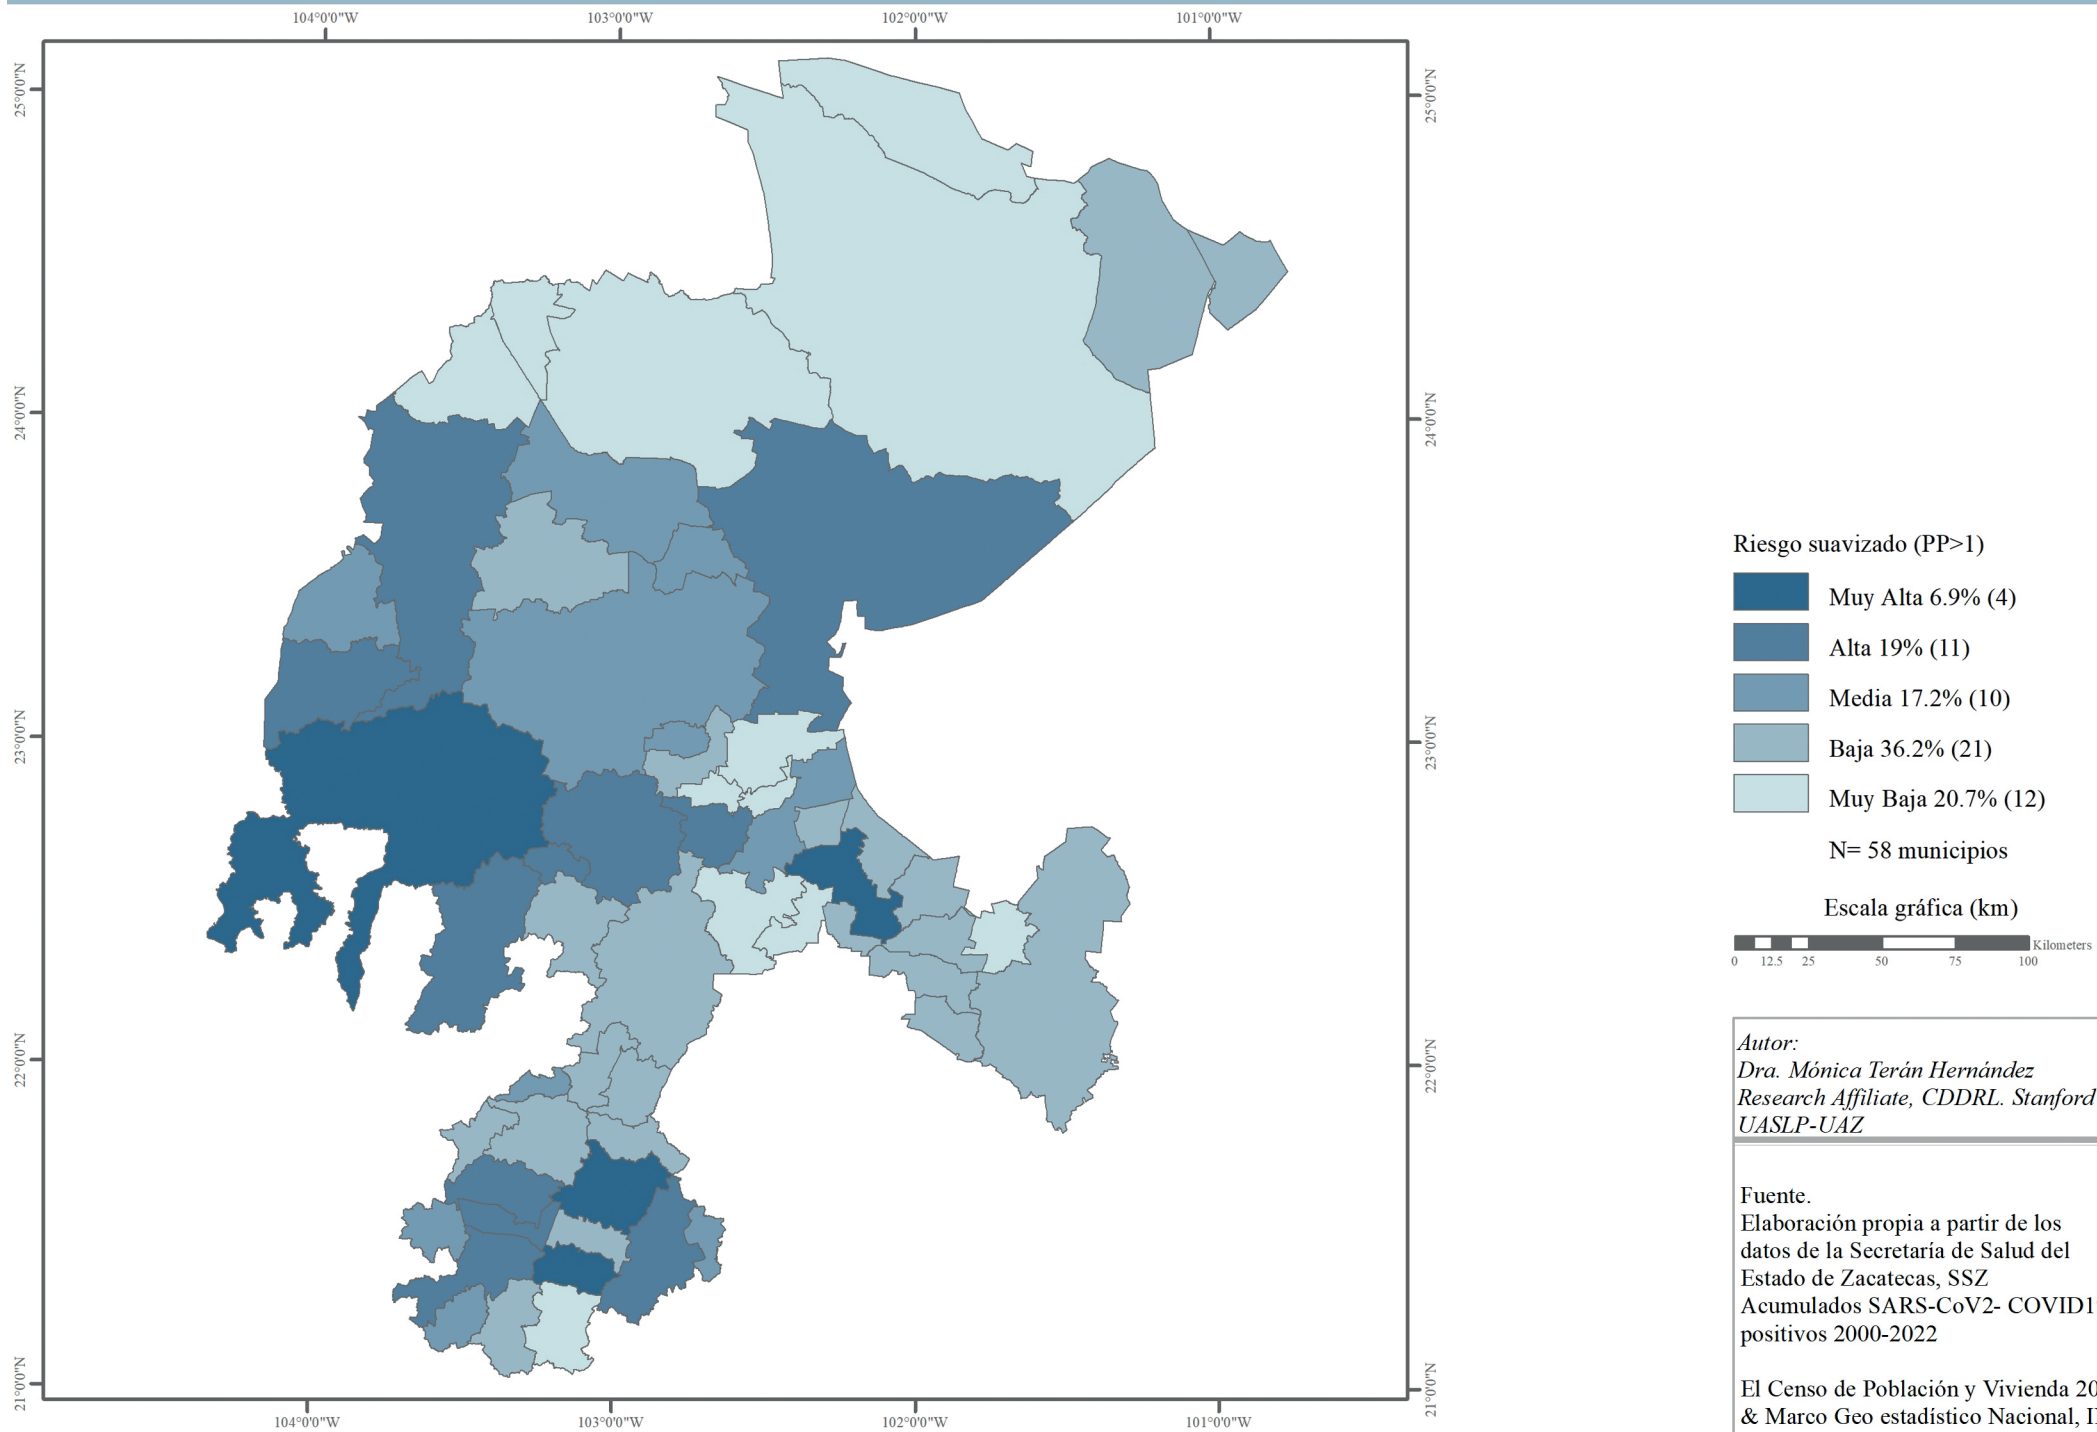 104°0'0"W 103°0'0"W 102°0'0"W 101°0'0"W
25°0'0"N 25°0'0"N
24°0'0"N 24°0'0"N
23°0'0"N 23°0'0"N
22°0'0"N 22°0'0"N
21°0'0"N 21°0'0"N
104°0'0"W 103°0'0"W 102°0'0"W 101°0'0"W
Riesgo suavizado (PP>1)
Muy Alta 6.9% (4)
Alta 19% (11)
Media 17.2% (10)
Baja 36.2% (21)
Muy Baja 20.7% (12)
N= 58 municipios
Escala gráfica (km)
Kilometers
0 12.5 25 50 75 100
Autor:
Dra. Mónica Terán Hernández
Research Affiliate, CDDRL. Stanford
UASLP-UAZ
Fuente.
Elaboración propia a partir de los
datos de la Secretaría de Salud del
Estado de Zacatecas, SSZ
Acumulados SARS-CoV2- COVID1
positivos 2000-2022
El Censo de Población y Vivienda 20
& Marco Geo estadístico Nacional,